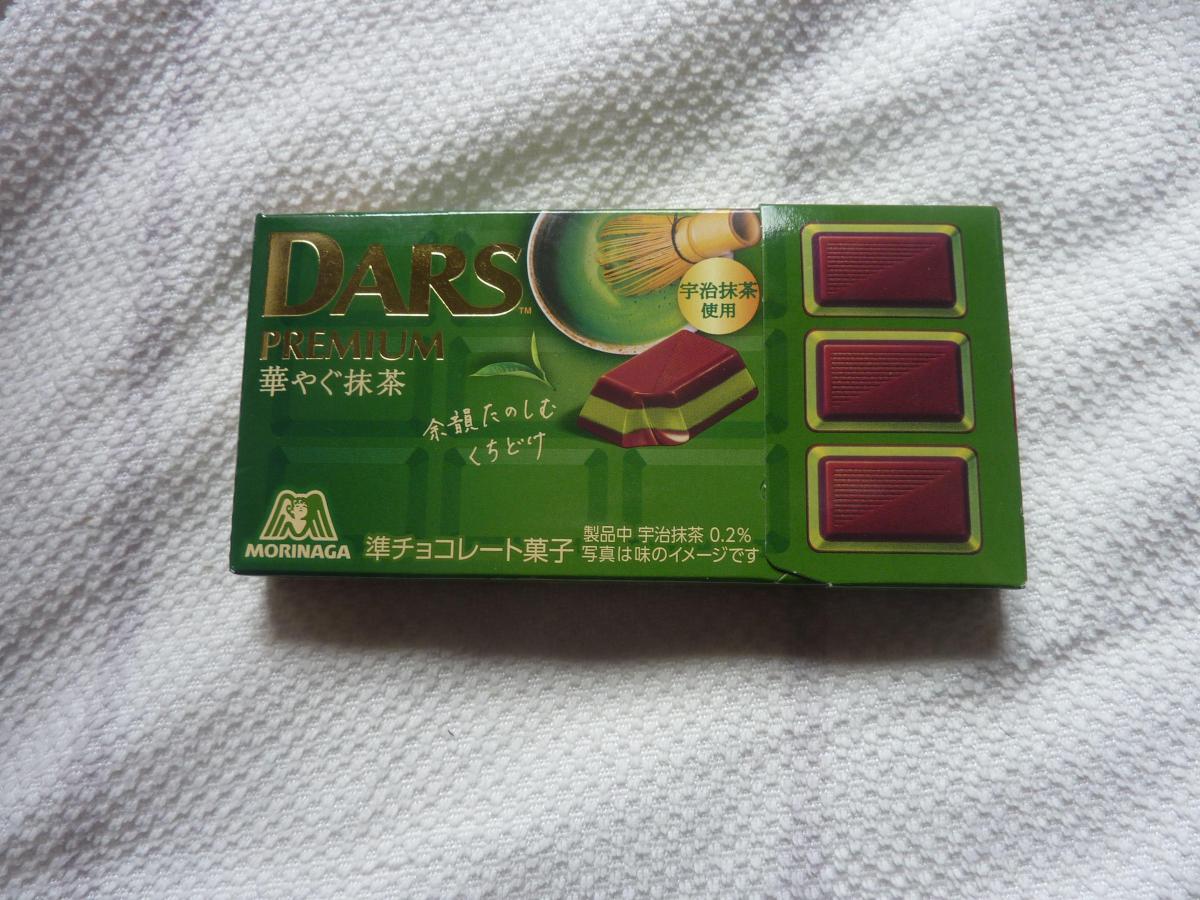 DARS™
PREMIUM
華やぐ抹茶
宇治抹茶
使用
余韻たのしむ
くちどけ
MORINAGA
準チョコレート菓子
製品中 宇治抹茶 0.2%
写真は味のイメージです